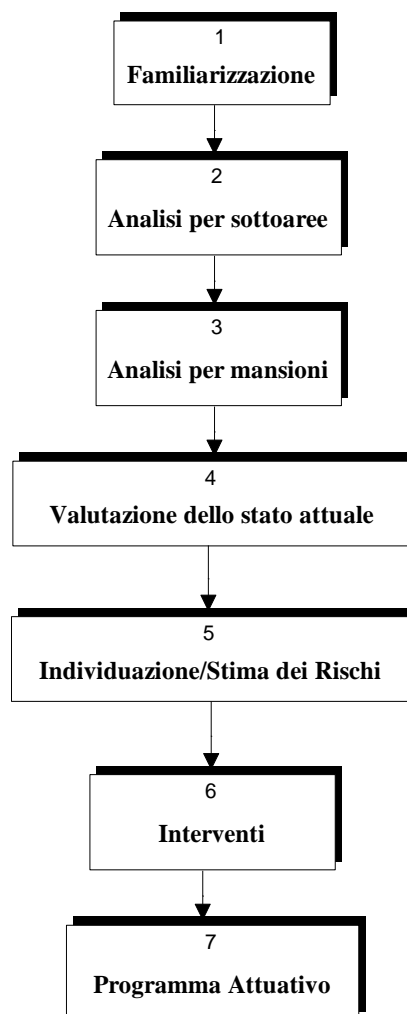 1
Familiarizzazione
2
Analisi per sottoaree
3
Analisi per mansioni
4
Valutazione dello stato attuale
5
Individuazione/Stima dei Rischi
6
Interventi
7
Programma Attuativo